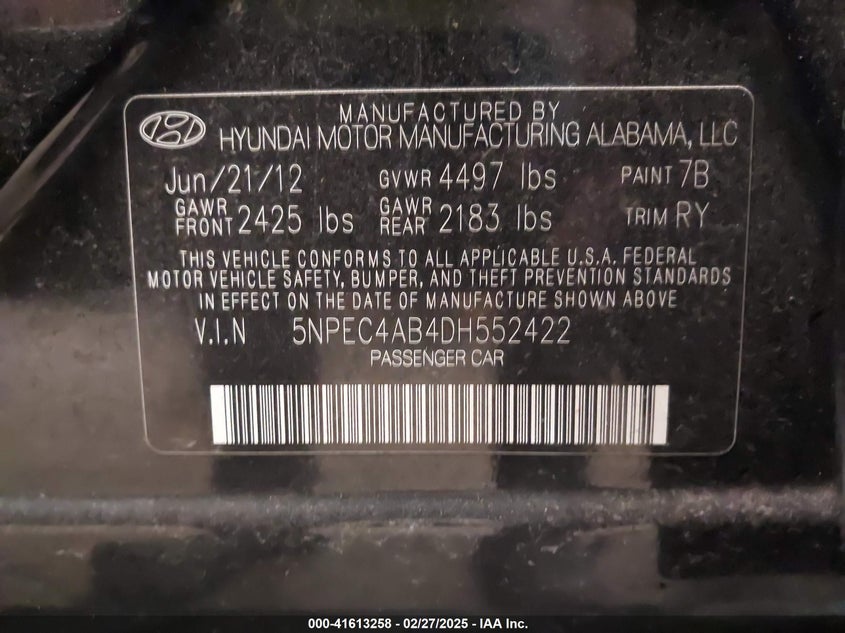 MANUFACTURED BY
HYUNDAI MOTOR MANUFACTURING ALABAMA, LLC
Jun/21/12 GVWR 4497 lbs PAINT 7B
GAWR FRONT 2425 lbs GAWR REAR 2183 lbs TRIM RY
THIS VEHICLE CONFORMS TO ALL APPLICABLE U.S.A. FEDERAL
MOTOR VEHICLE SAFETY, BUMPER, AND THEFT PREVENTION STANDARDS
IN EFFECT ON THE DATE OF MANUFACTURE SHOWN ABOVE
V.I.N 5NPEC4AB4DH552422
PASSENGER CAR
000-41613258 - 02/27/2025 - IAA Inc.